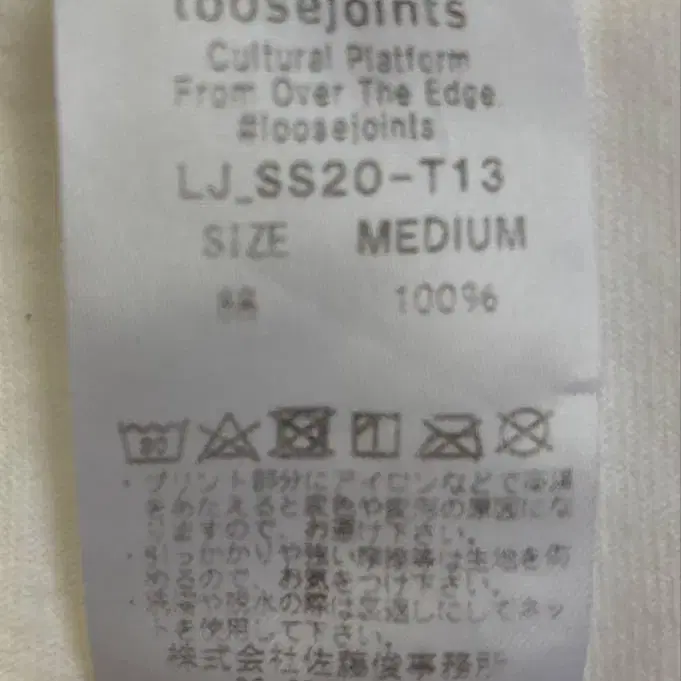 loosejoints
Cultural Platform
From Over The Edge.
#loosejoints
LJ_SS20-T13
SIZE MEDIUM
綿 100%
・プリント部分にアイロンなどで高温
をあたえると変色や変形の原因にな
りますので、お避け下さい。
・引っかかりや強い摩擦等は生地を傷
めるので、お気をつけ下さい。
・洗濯や脱水の際は裏返しにしてネッ
トを使用して下さい。
株式会社佐藤俊事務所